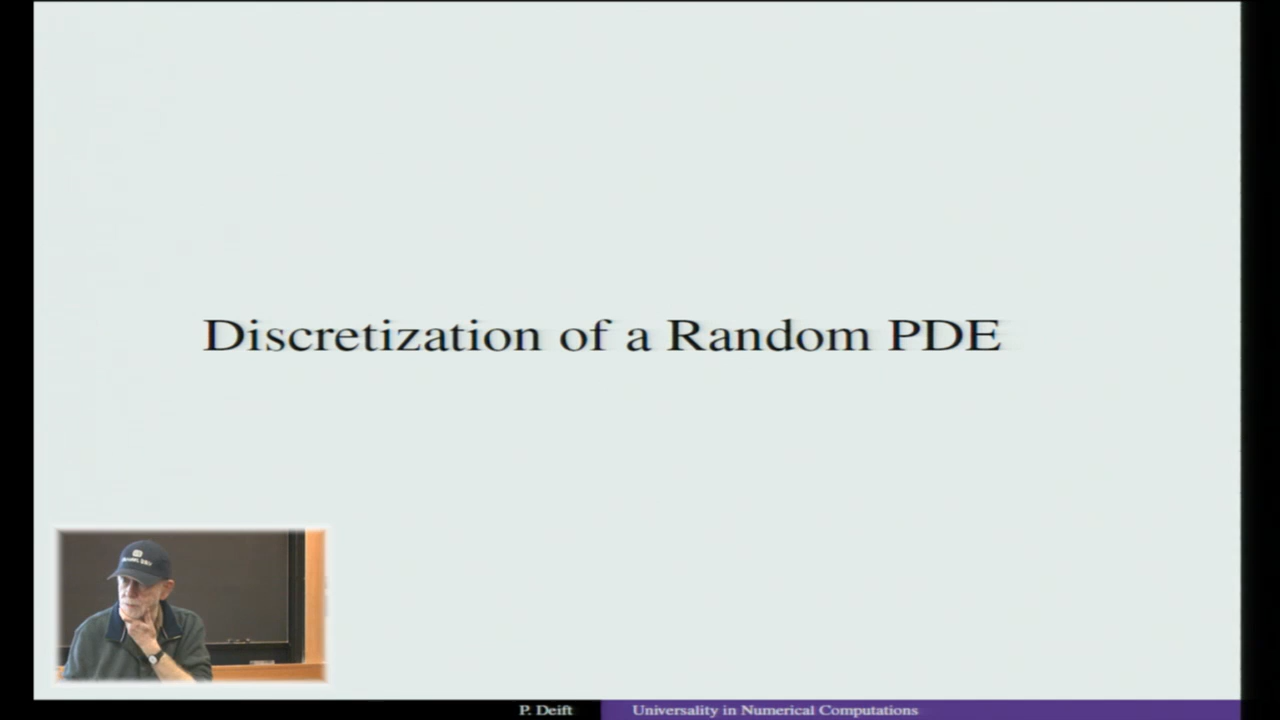 Discretization of a Random PDE
P. Deift
Universality in Numerical Computations